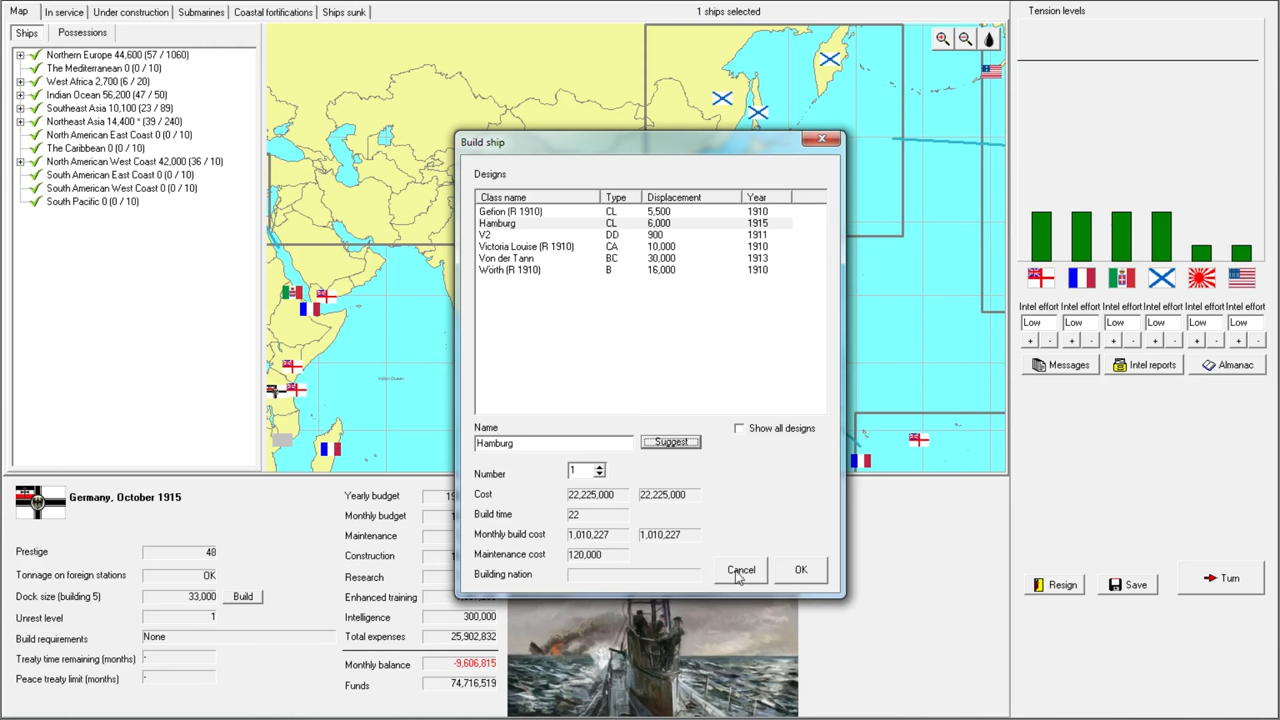 Map
In service
Under construction
Submarines
Coastal fortifications
Ships sunk
1 ships selected
Tension levels
Ships
Possessions
Northern Europe 44,600 (57 / 1060)
The Mediterranean 0 (0 / 10)
West Africa 2,700 (6 / 20)
Indian Ocean 56,200 (47 / 50)
Southeast Asia 10,100 (23 / 89)
Northeast Asia 14,400 * (39 / 240)
North American East Coast 0 (0 / 10)
The Caribbean 0 (0 / 10)
North American West Coast 42,000 (36 / 10)
South American East Coast 0 (0 / 10)
South American West Coast 0 (0 / 10)
South Pacific 0 (0 / 10)
Indian Ocean
Build ship
Designs
Class name Type Displacement Year
Gefion (R 1910) CL 5,500 1910
Hamburg CL 6,000 1915
V2 DD 900 1911
Victoria Louise (R 1910) CA 10,000 1910
Von der Tann BC 30,000 1913
Wörth (R 1910) B 16,000 1910
Name
Show all designs
Hamburg
Suggest
Number 1
Cost 22,225,000 22,225,000
Build time 22
Monthly build cost 1,010,227 1,010,227
Maintenance cost 120,000
Building nation
Cancel
OK
Intel effort Intel effort Intel effort Intel effort Intel effort Intel effort
Low Low Low Low Low Low
+ - + - + - + - + - + -
Messages
Intel reports
Almanac
Germany, October 1915
Prestige 48
Tonnage on foreign stations OK
Dock size (building 5) 33,000 Build
Unrest level 1
Build requirements None
Treaty time remaining (months) -
Peace treaty limit (months) -
Yearly budget
Monthly budget
Maintenance
Construction
Research
Enhanced training
Intelligence 300,000
Total expenses 25,902,832
Monthly balance -9,606,815
Funds 74,716,519
Resign
Save
Turn